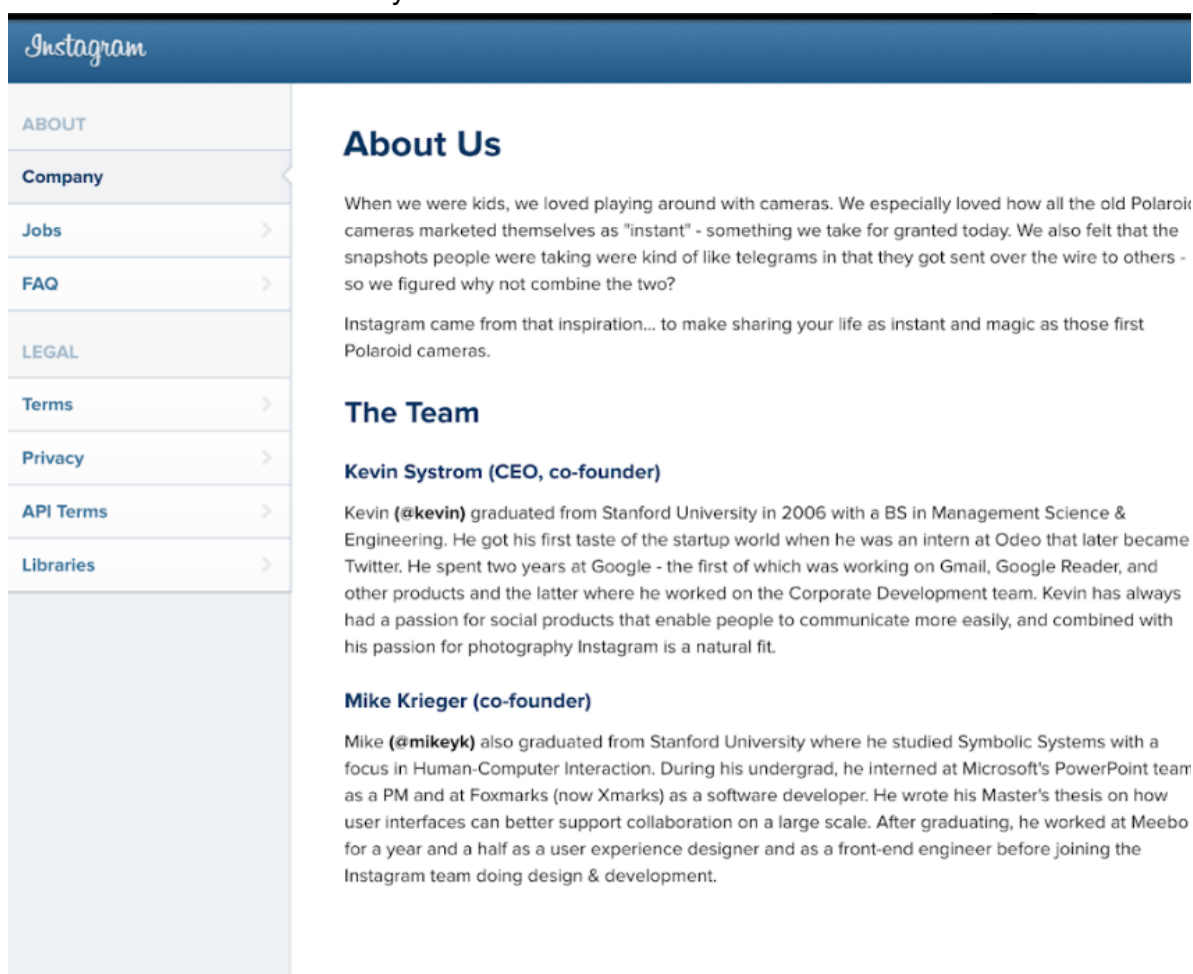 Instagram
ABOUT
Company
Jobs
FAQ
LEGAL
Terms
Privacy
API Terms
Libraries
About Us
When we were kids, we loved playing around with cameras. We especially loved how all the old Polaroid
cameras marketed themselves as "instant" - something we take for granted today. We also felt that the
snapshots people were taking were kind of like telegrams in that they got sent over the wire to others -
so we figured why not combine the two?
Instagram came from that inspiration... to make sharing your life as instant and magic as those first
Polaroid cameras.
The Team
Kevin Systrom (CEO, co-founder)
Kevin (@kevin) graduated from Stanford University in 2006 with a BS in Management Science &
Engineering. He got his first taste of the startup world when he was an intern at Odeo that later became
Twitter. He spent two years at Google - the first of which was working on Gmail, Google Reader, and
other products and the latter where he worked on the Corporate Development team. Kevin has always
had a passion for social products that enable people to communicate more easily, and combined with
his passion for photography Instagram is a natural fit.
Mike Krieger (co-founder)
Mike (@mikeyk) also graduated from Stanford University where he studied Symbolic Systems with a
focus in Human-Computer Interaction. During his undergrad, he interned at Microsoft's PowerPoint team
as a PM and at Foxmarks (now Xmarks) as a software developer. He wrote his Master's thesis on how
user interfaces can better support collaboration on a large scale. After graduating, he worked at Meebo
for a year and a half as a user experience designer and as a front-end engineer before joining the
Instagram team doing design & development.